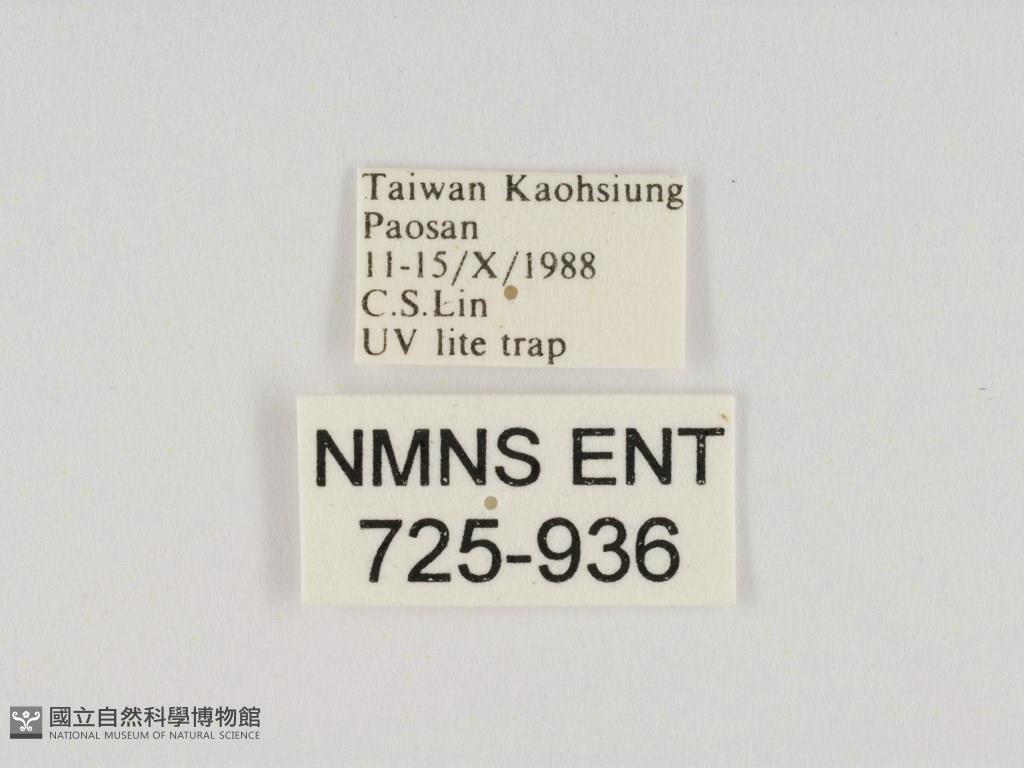 Taiwan Kaohsiung
Paosan
11-15/X/1988
C.S.Lin
UV lite trap
NMNS ENT
725-936
國立自然科學博物館
NATIONAL MUSEUM OF NATURAL SCIENCE